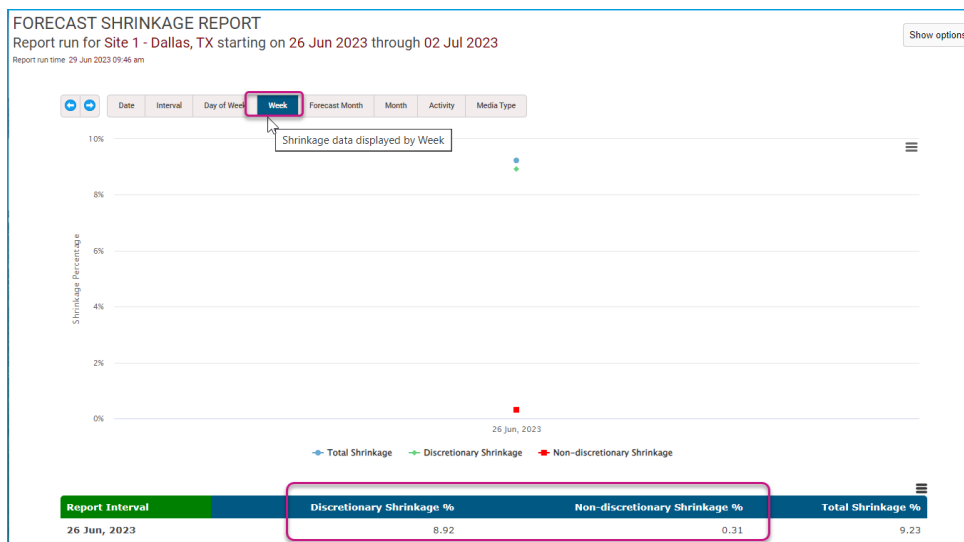 FORECAST SHRINKAGE REPORT
Report run for Site 1 - Dallas, TX starting on 26 Jun 2023 through 02 Jul 2023
Show options
Report run time 29 Jun 2023 09:46 am
Date Interval Day of Week Week Forecast Month Month Activity Media Type
Shrinkage data displayed by Week
10%
8%
6%
4%
2%
0%
Shrinkage Percentage
26 Jun, 2023
Total Shrinkage Discretionary Shrinkage Non-discretionary Shrinkage
Report Interval Discretionary Shrinkage % Non-discretionary Shrinkage % Total Shrinkage %
26 Jun, 2023 8.92 0.31 9.23